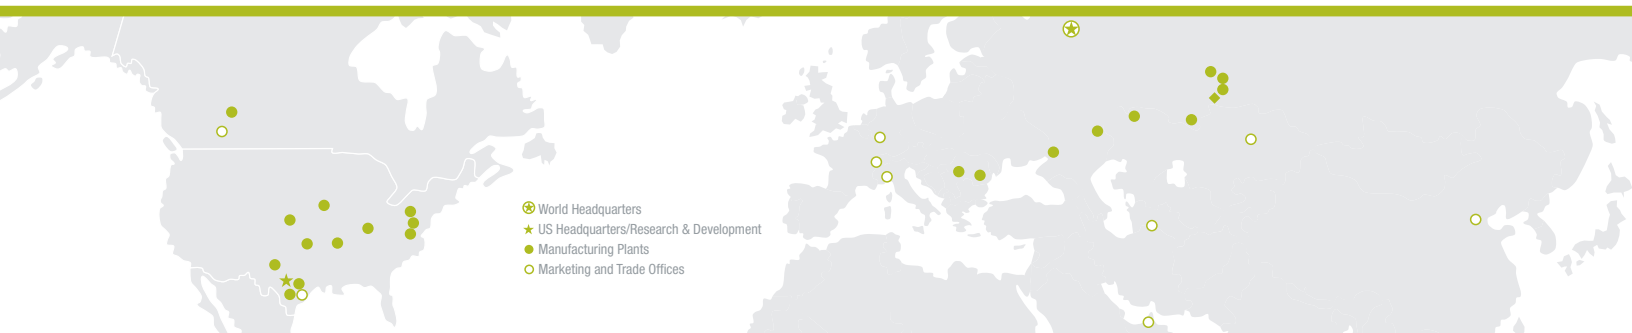 World Headquarters
US Headquarters/Research & Development
Manufacturing Plants
Marketing and Trade Offices